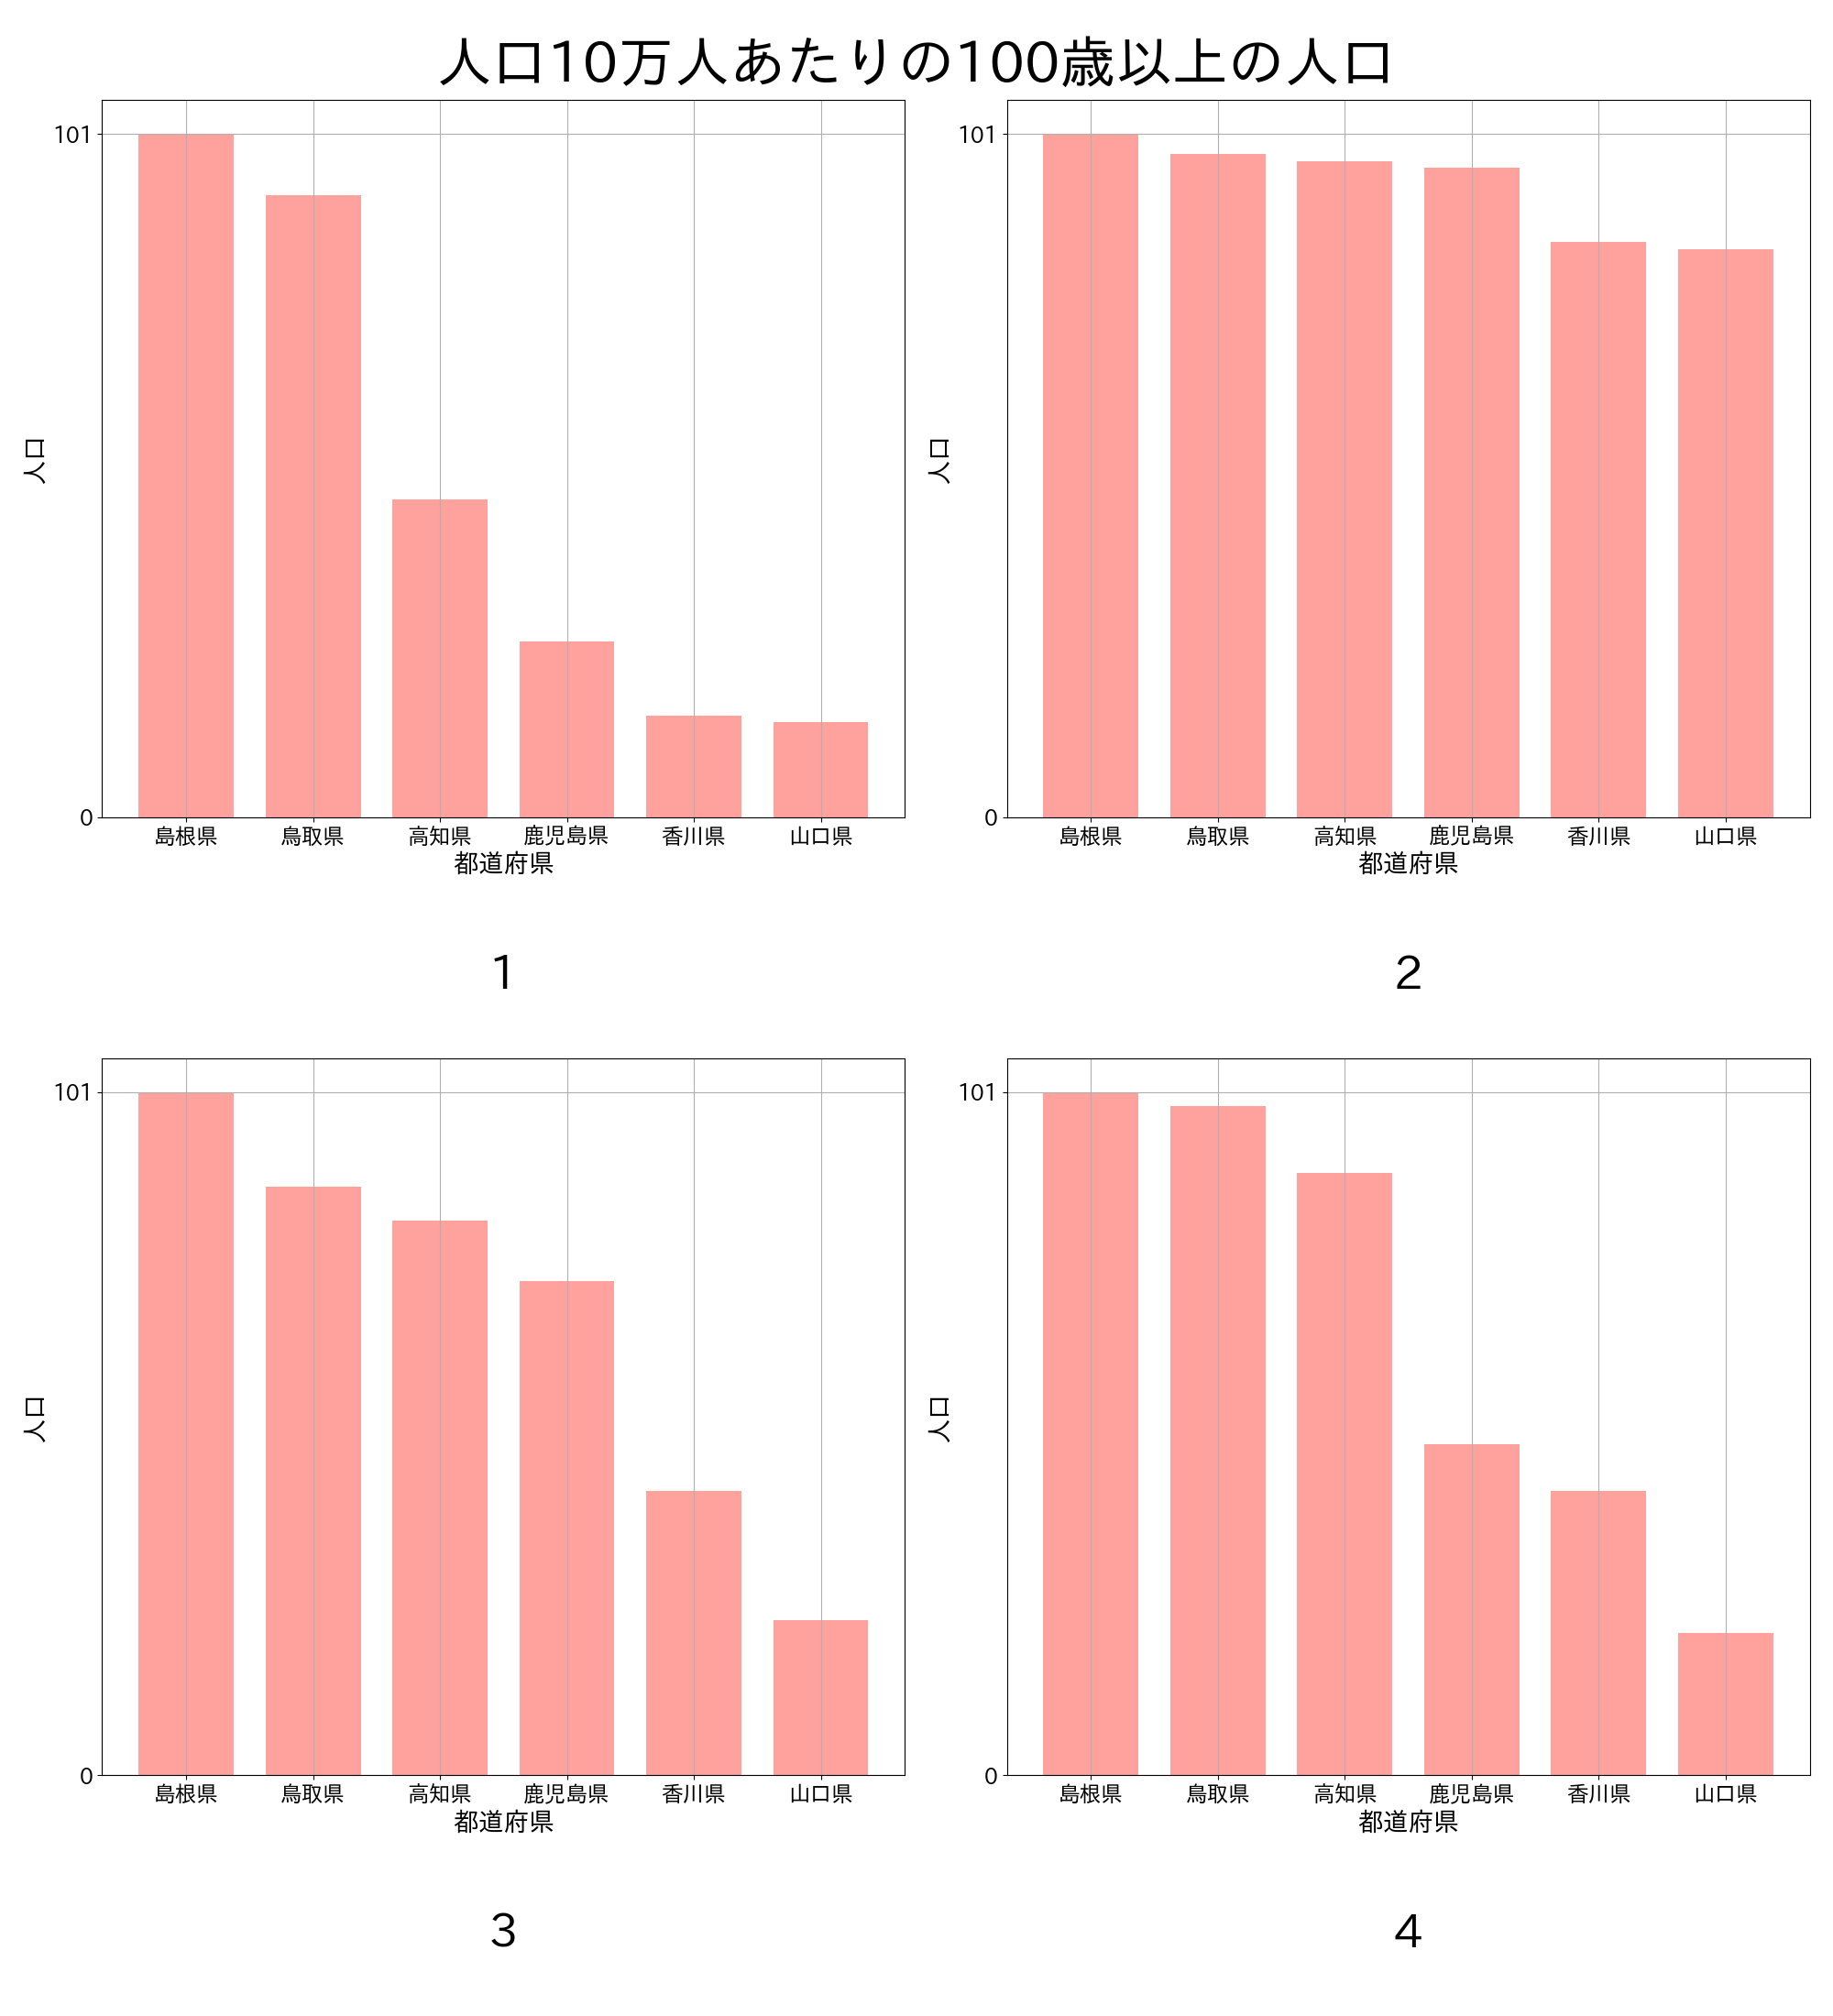 人口10万人あたりの100歳以上の人口
101
人口
0
島根県 鳥取県 高知県 鹿児島県 香川県 山口県
都道府県
1
101
人口
0
島根県 鳥取県 高知県 鹿児島県 香川県 山口県
都道府県
2
101
人口
0
島根県 鳥取県 高知県 鹿児島県 香川県 山口県
都道府県
3
101
人口
0
島根県 鳥取県 高知県 鹿児島県 香川県 山口県
都道府県
4